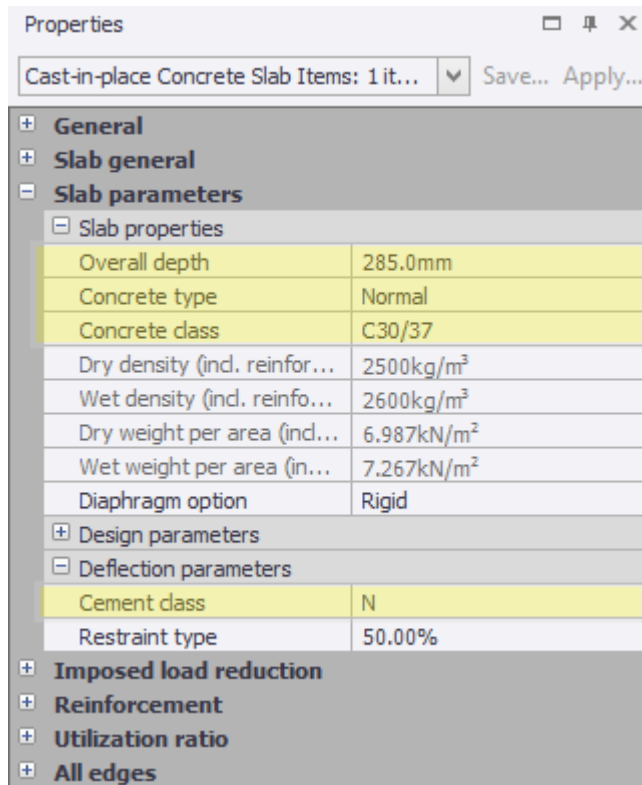 Properties
Cast-in-place Concrete Slab Items: 1 it... Save... Apply...
General
Slab general
Slab parameters
Slab properties
Overall depth 285.0mm
Concrete type Normal
Concrete class C30/37
Dry density (incl. reinfor... 2500kg/m³
Wet density (incl. reinfo... 2600kg/m³
Dry weight per area (incl... 6.987kN/m²
Wet weight per area (in... 7.267kN/m²
Diaphragm option Rigid
Design parameters
Deflection parameters
Cement class N
Restraint type 50.00%
Imposed load reduction
Reinforcement
Utilization ratio
All edges